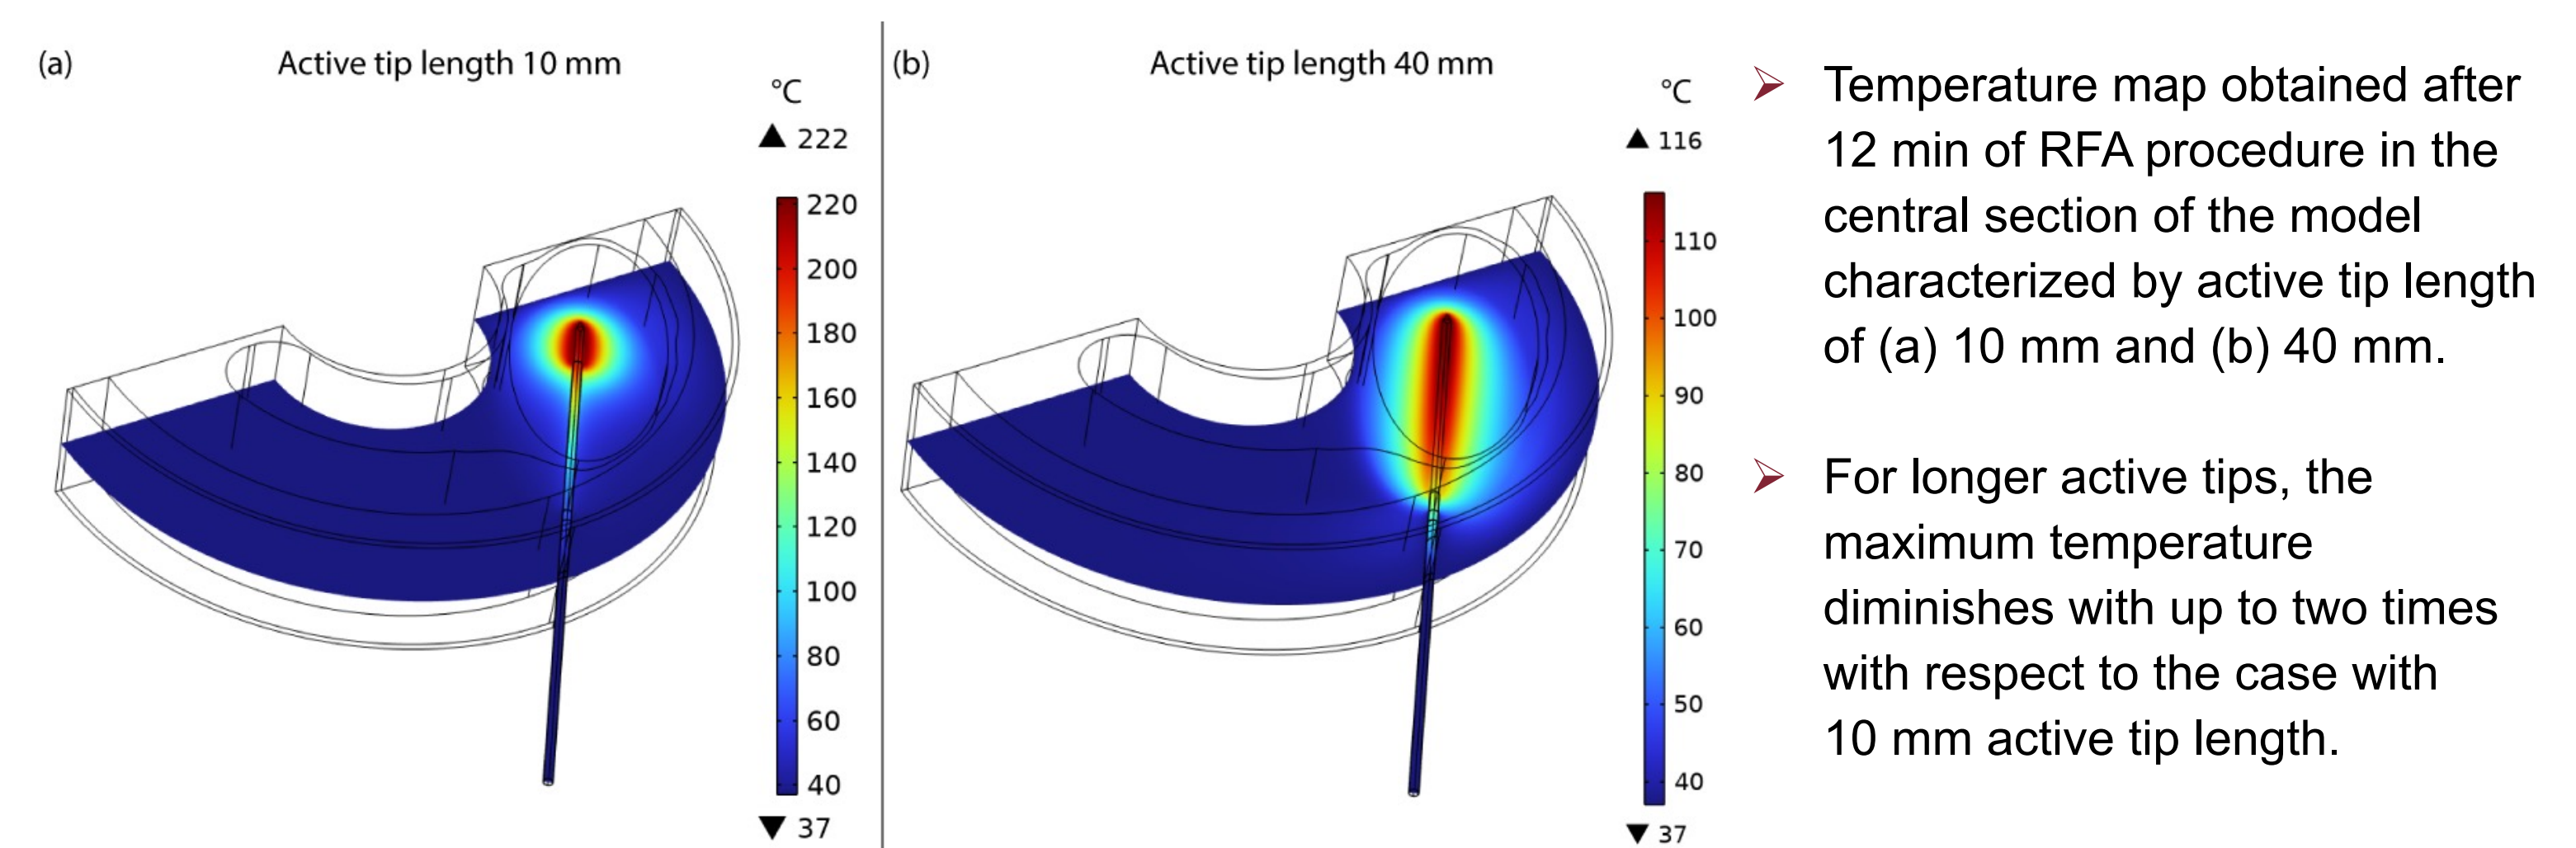 (a) Active tip length 10 mm
°C
▲ 222
220
200
180
160
140
120
100
80
60
40
▼ 37
(b) Active tip length 40 mm
°C
▲ 116
110
100
90
80
70
60
50
40
▼ 37
➢ Temperature map obtained after
12 min of RFA procedure in the
central section of the model
characterized by active tip length
of (a) 10 mm and (b) 40 mm.
➢ For longer active tips, the
maximum temperature
diminishes with up to two times
with respect to the case with
10 mm active tip length.